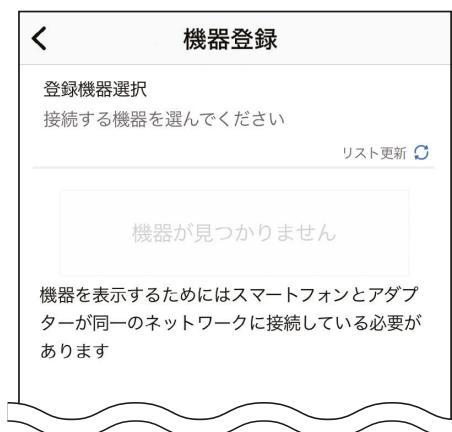 機器登録
登録機器選択
接続する機器を選んでください
リスト更新
機器が見つかりません
機器を表示するためにはスマートフォンとアダプ
ターが同一のネットワークに接続している必要が
あります